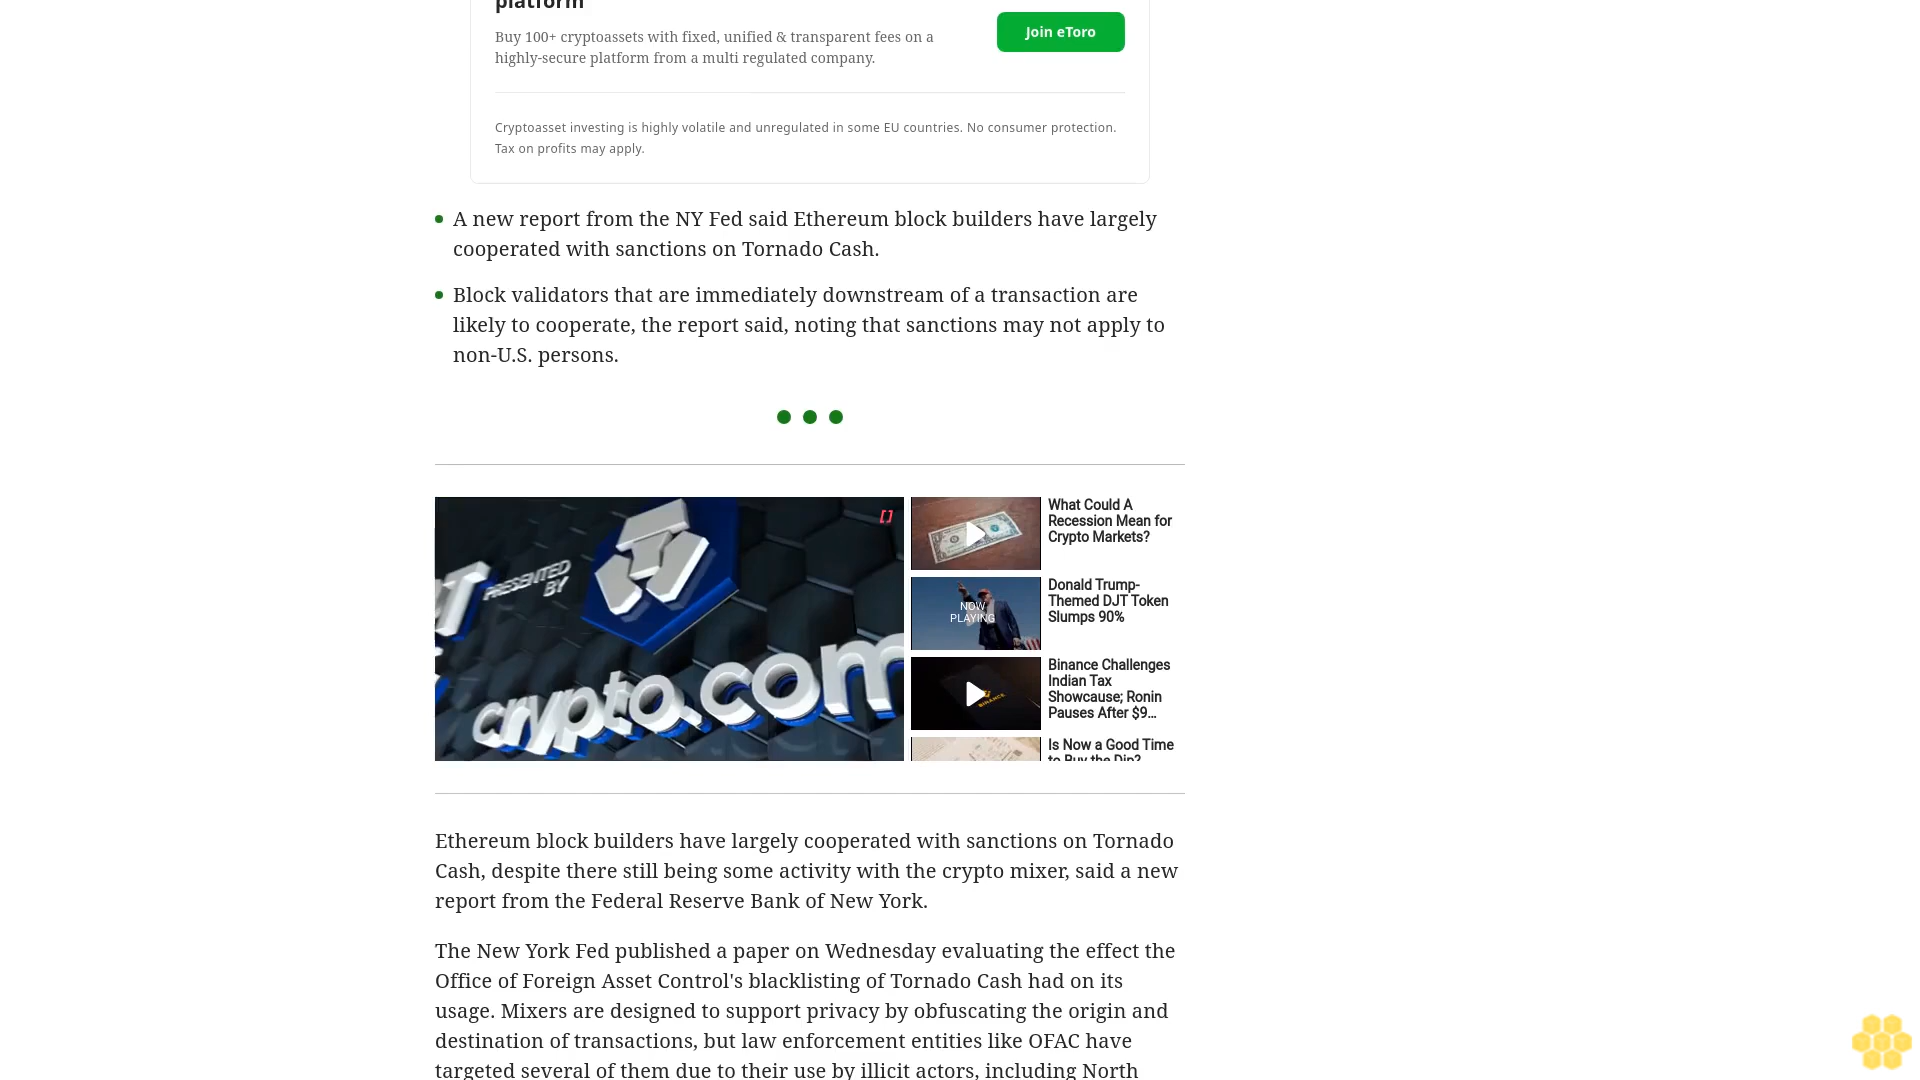 platform
Buy 100+ cryptoassets with fixed, unified & transparent fees on a
highly-secure platform from a multi regulated company.
Join eToro
Cryptoasset investing is highly volatile and unregulated in some EU countries. No consumer protection.
Tax on profits may apply.
A new report from the NY Fed said Ethereum block builders have largely
cooperated with sanctions on Tornado Cash.
Block validators that are immediately downstream of a transaction are
likely to cooperate, the report said, noting that sanctions may not apply to
non-U.S. persons.
PRESENTED
BY
crypto.com
What Could A
Recession Mean for
Crypto Markets?
NOW
PLAYING
Donald Trump-
Themed DJT Token
Slumps 90%
BINANCE
Binance Challenges
Indian Tax
Showcause; Ronin
Pauses After $9...
Is Now a Good Time
to Buy the Dip?
Ethereum block builders have largely cooperated with sanctions on Tornado
Cash, despite there still being some activity with the crypto mixer, said a new
report from the Federal Reserve Bank of New York.
The New York Fed published a paper on Wednesday evaluating the effect the
Office of Foreign Asset Control's blacklisting of Tornado Cash had on its
usage. Mixers are designed to support privacy by obfuscating the origin and
destination of transactions, but law enforcement entities like OFAC have
targeted several of them due to their use by illicit actors, including North